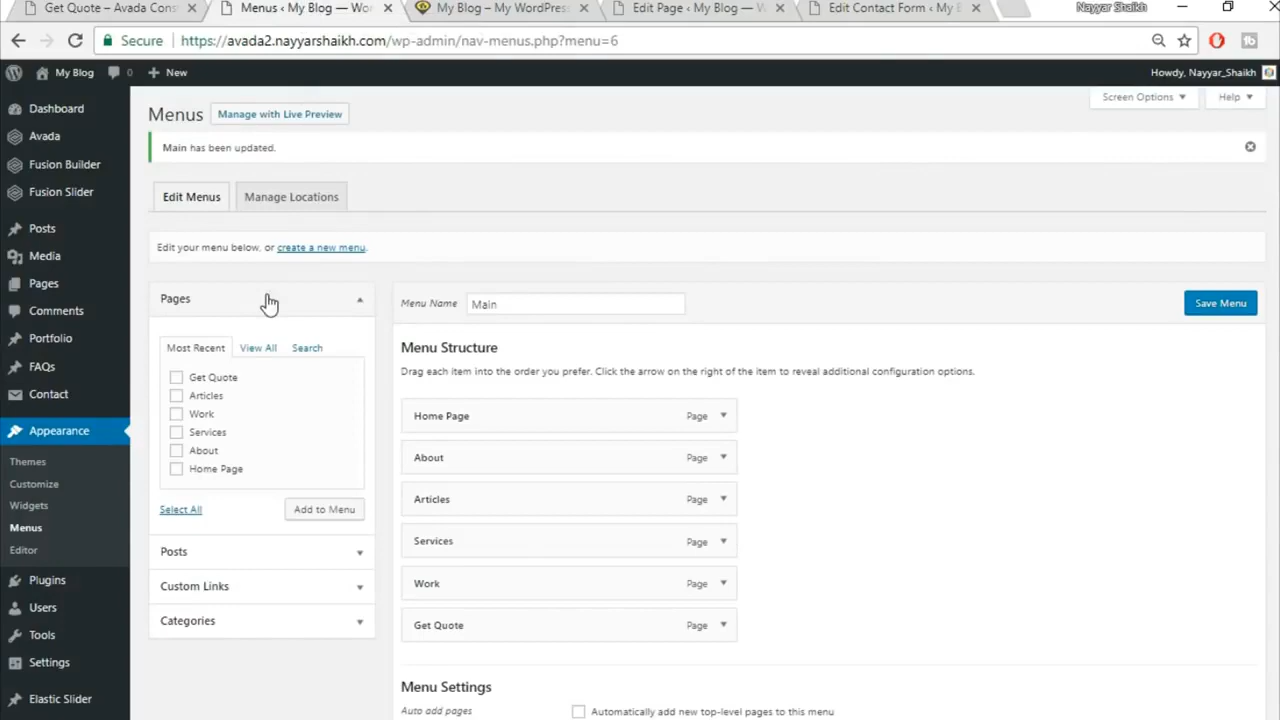 Get Quote – Avada Cons
Menus ‹ My Blog — Wo
My Blog – My WordPres
Edit Page ‹ My Blog — W
Edit Contact Form ‹ My B
Nayyar Shaikh
Secure
https://avada2.nayyarshaikh.com/wp-admin/nav-menus.php?menu=6
My Blog
0
New
Howdy, Nayyar_Shaikh
Dashboard
Avada
Fusion Builder
Fusion Slider
Posts
Media
Pages
Comments
Portfolio
FAQs
Contact
Appearance
Themes
Customize
Widgets
Menus
Editor
Plugins
Users
Tools
Settings
Elastic Slider
Screen Options
Help
Menus
Manage with Live Preview
Main has been updated.
Edit Menus
Manage Locations
Edit your menu below, or create a new menu.
Pages
Most Recent
View All
Search
Get Quote
Articles
Work
Services
About
Home Page
Select All
Add to Menu
Posts
Custom Links
Categories
Menu Name
Main
Save Menu
Menu Structure
Drag each item into the order you prefer. Click the arrow on the right of the item to reveal additional configuration options.
Home Page Page
About Page
Articles Page
Services Page
Work Page
Get Quote Page
Menu Settings
Auto add pages
Automatically add new top-level pages to this menu